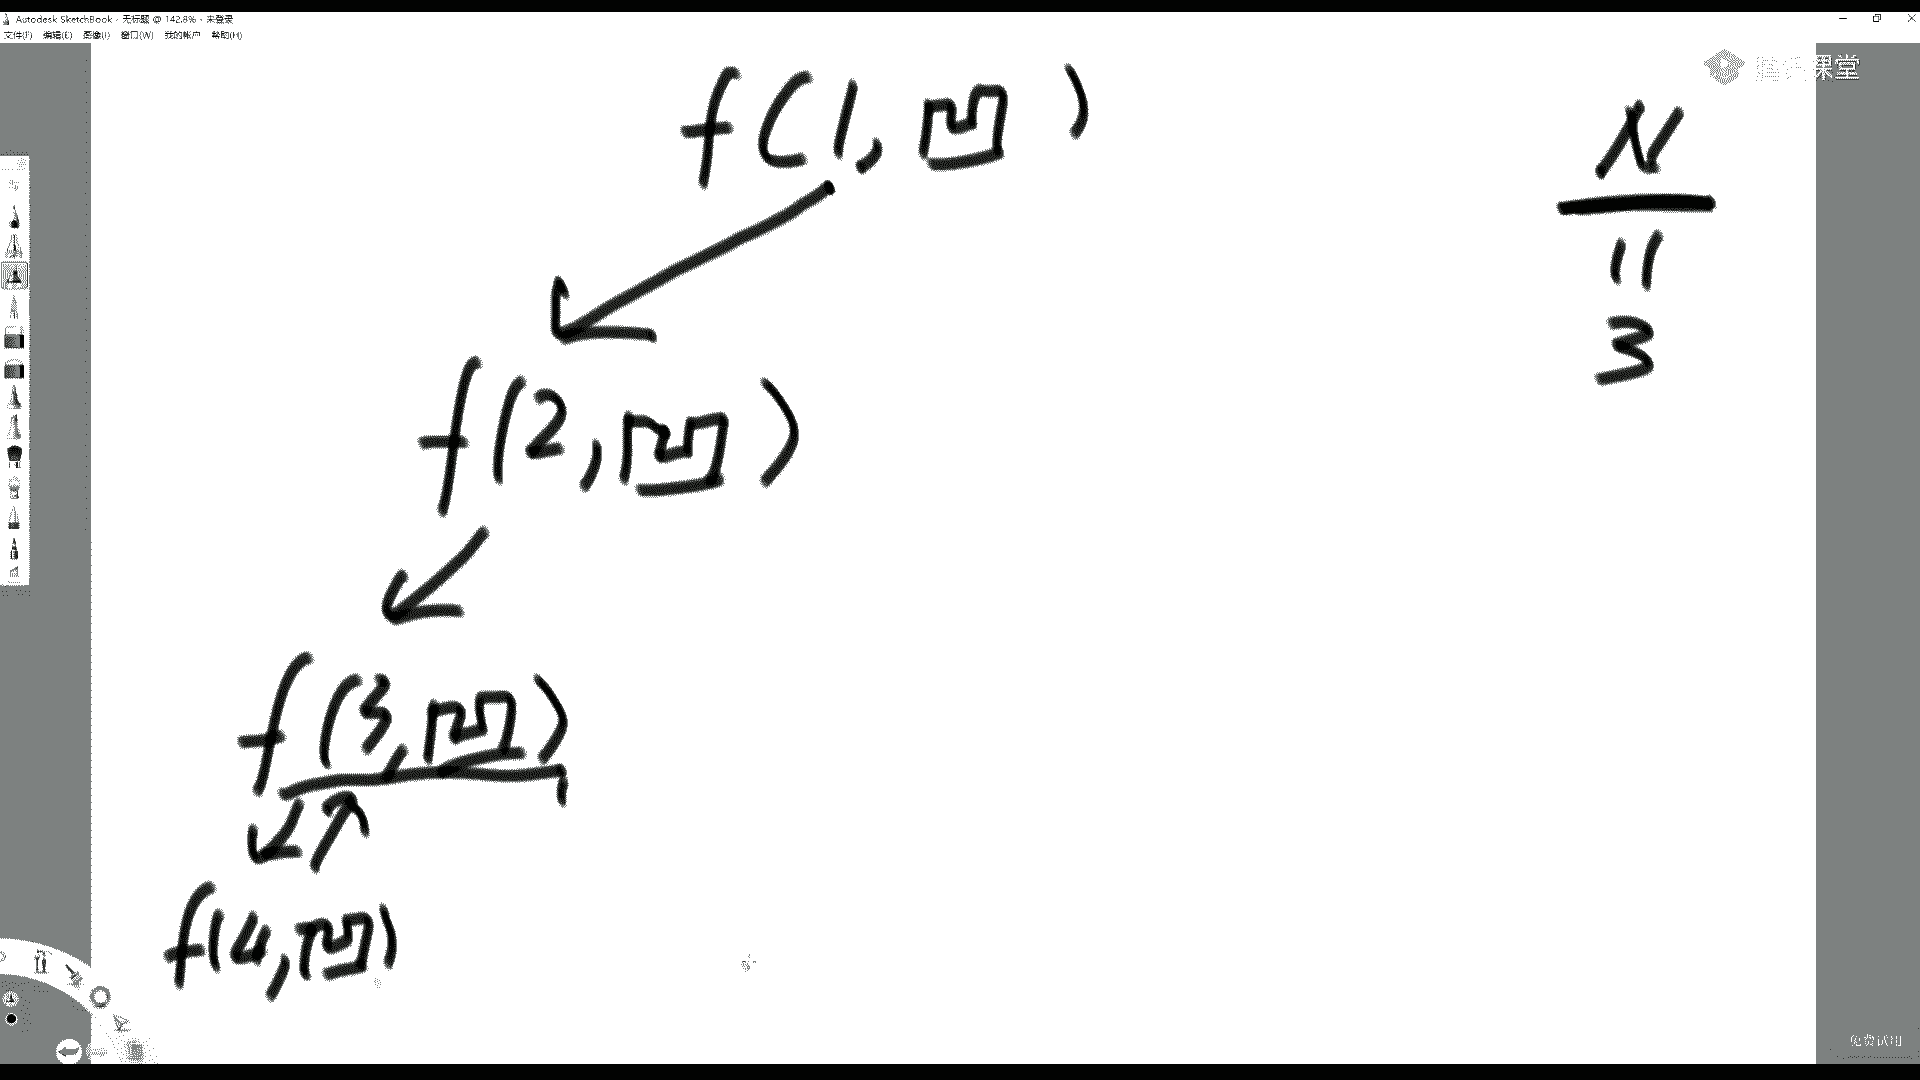 Autodesk SketchBook - 无标题 @ 142.8% - 未登录
文件(F) 编辑(E) 图像(I) 窗口(W) 我的帐户 帮助(H)
腾讯课堂
f(1,凹)
N
=
3
f(2,凹)
f(3,凹)
f(4,凹)
免费试用